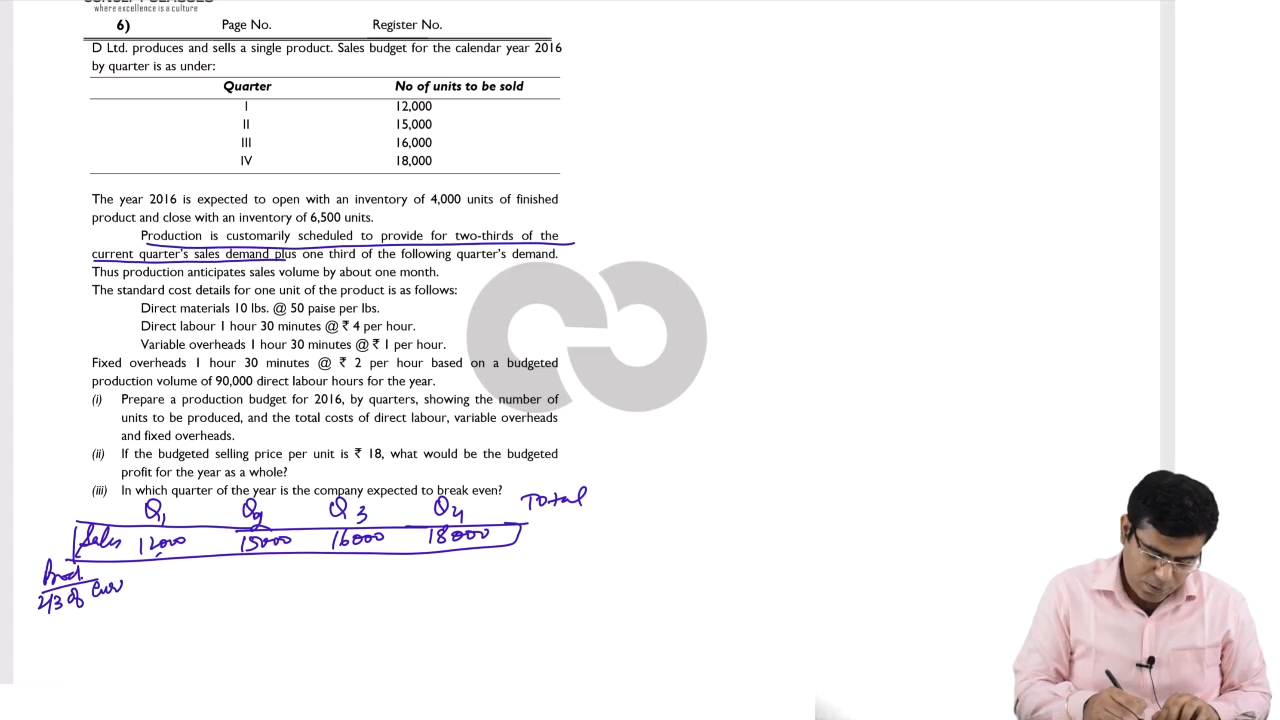 where excellence is a culture
6) Page No. Register No.
D Ltd. produces and sells a single product. Sales budget for the calendar year 2016
by quarter is as under:
Quarter No of units to be sold
I 12,000
II 15,000
III 16,000
IV 18,000
The year 2016 is expected to open with an inventory of 4,000 units of finished
product and close with an inventory of 6,500 units.
Production is customarily scheduled to provide for two-thirds of the
current quarter's sales demand plus one third of the following quarter's demand.
Thus production anticipates sales volume by about one month.
The standard cost details for one unit of the product is as follows:
Direct materials 10 lbs. @ 50 paise per lbs.
Direct labour 1 hour 30 minutes @ ₹ 4 per hour.
Variable overheads 1 hour 30 minutes @ ₹ 1 per hour.
Fixed overheads 1 hour 30 minutes @ ₹ 2 per hour based on a budgeted
production volume of 90,000 direct labour hours for the year.
(i) Prepare a production budget for 2016, by quarters, showing the number of
units to be produced, and the total costs of direct labour, variable overheads
and fixed overheads.
(ii) If the budgeted selling price per unit is ₹ 18, what would be the budgeted
profit for the year as a whole?
(iii) In which quarter of the year is the company expected to break even?
Q1 Q2 Q3 Q4 Total
Sales 12000 15000 16000 18000
Prod.
2/3 of Curr